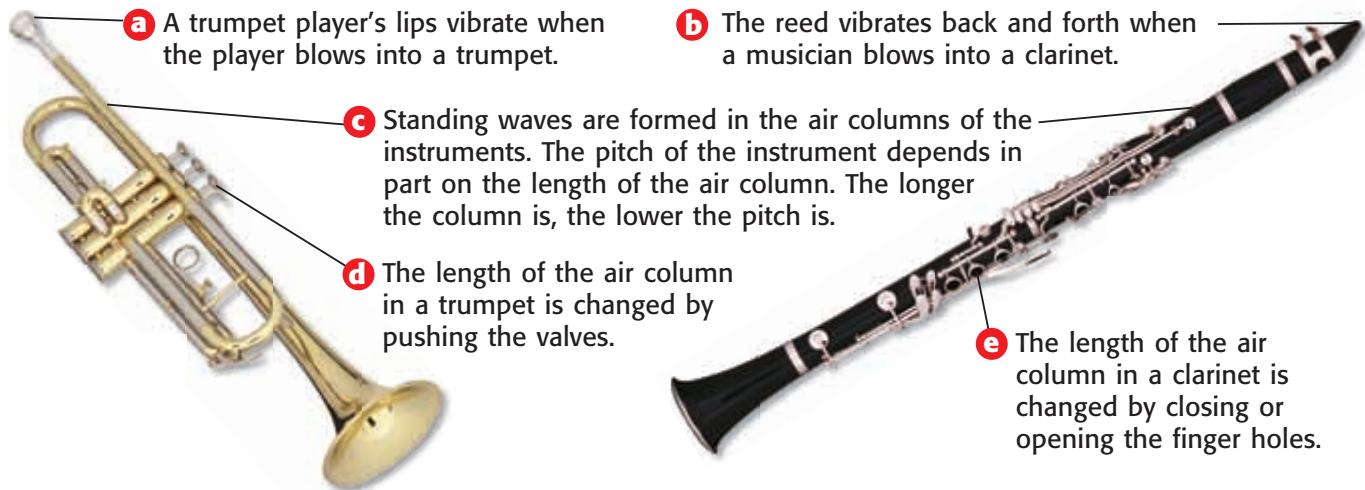 a A trumpet player’s lips vibrate when
the player blows into a trumpet.
b The reed vibrates back and forth when
a musician blows into a clarinet.
c Standing waves are formed in the air columns of the
instruments. The pitch of the instrument depends in
part on the length of the air column. The longer
the column is, the lower the pitch is.
d The length of the air column
in a trumpet is changed by
pushing the valves.
e The length of the air
column in a clarinet is
changed by closing or
opening the finger holes.